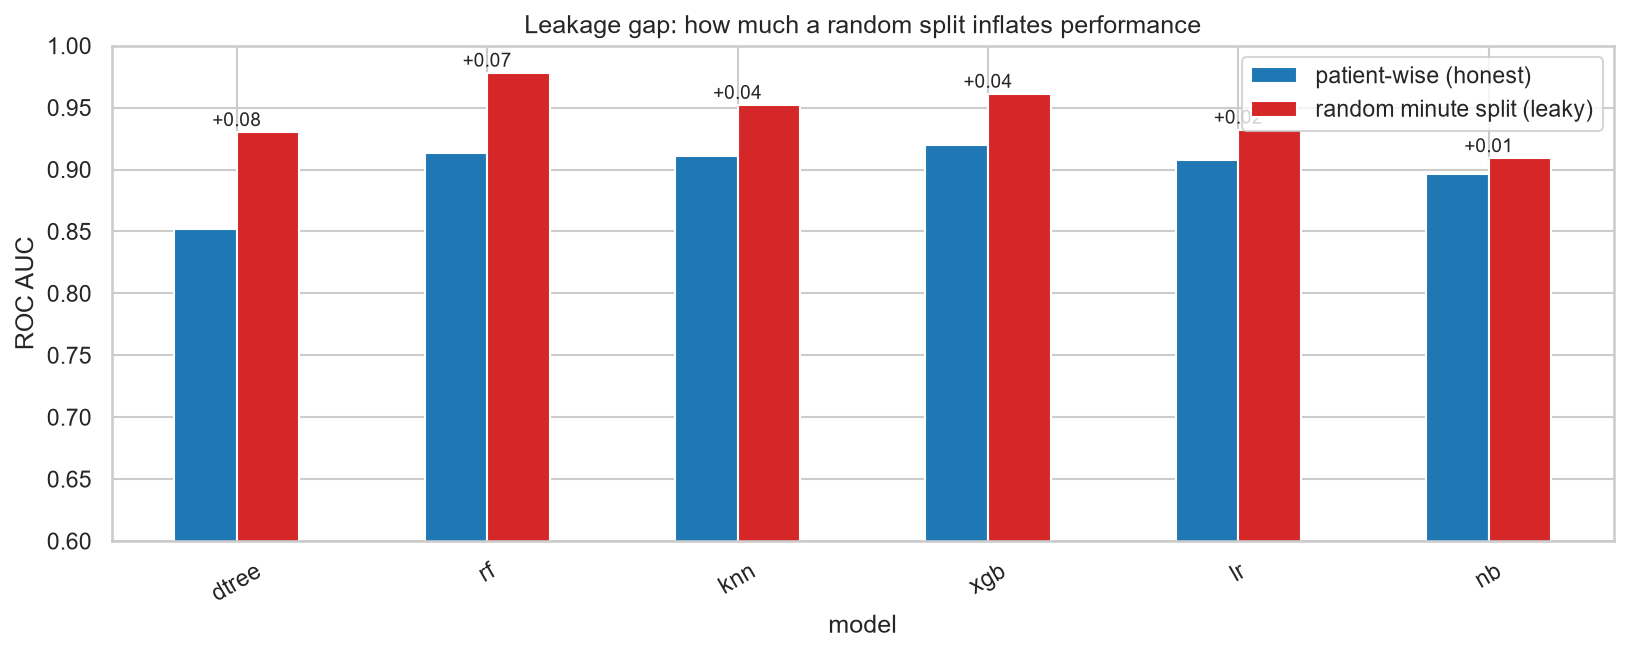 Leakage gap: how much a random split inflates performance
1.00
0.95
0.90
0.85
0.80
0.75
0.70
0.65
0.60
ROC AUC
+0.08
+0.07
+0.04
+0.04
+0.02
+0.01
patient-wise (honest)
random minute split (leaky)
dtree
rf
knn
xgb
lr
nb
model